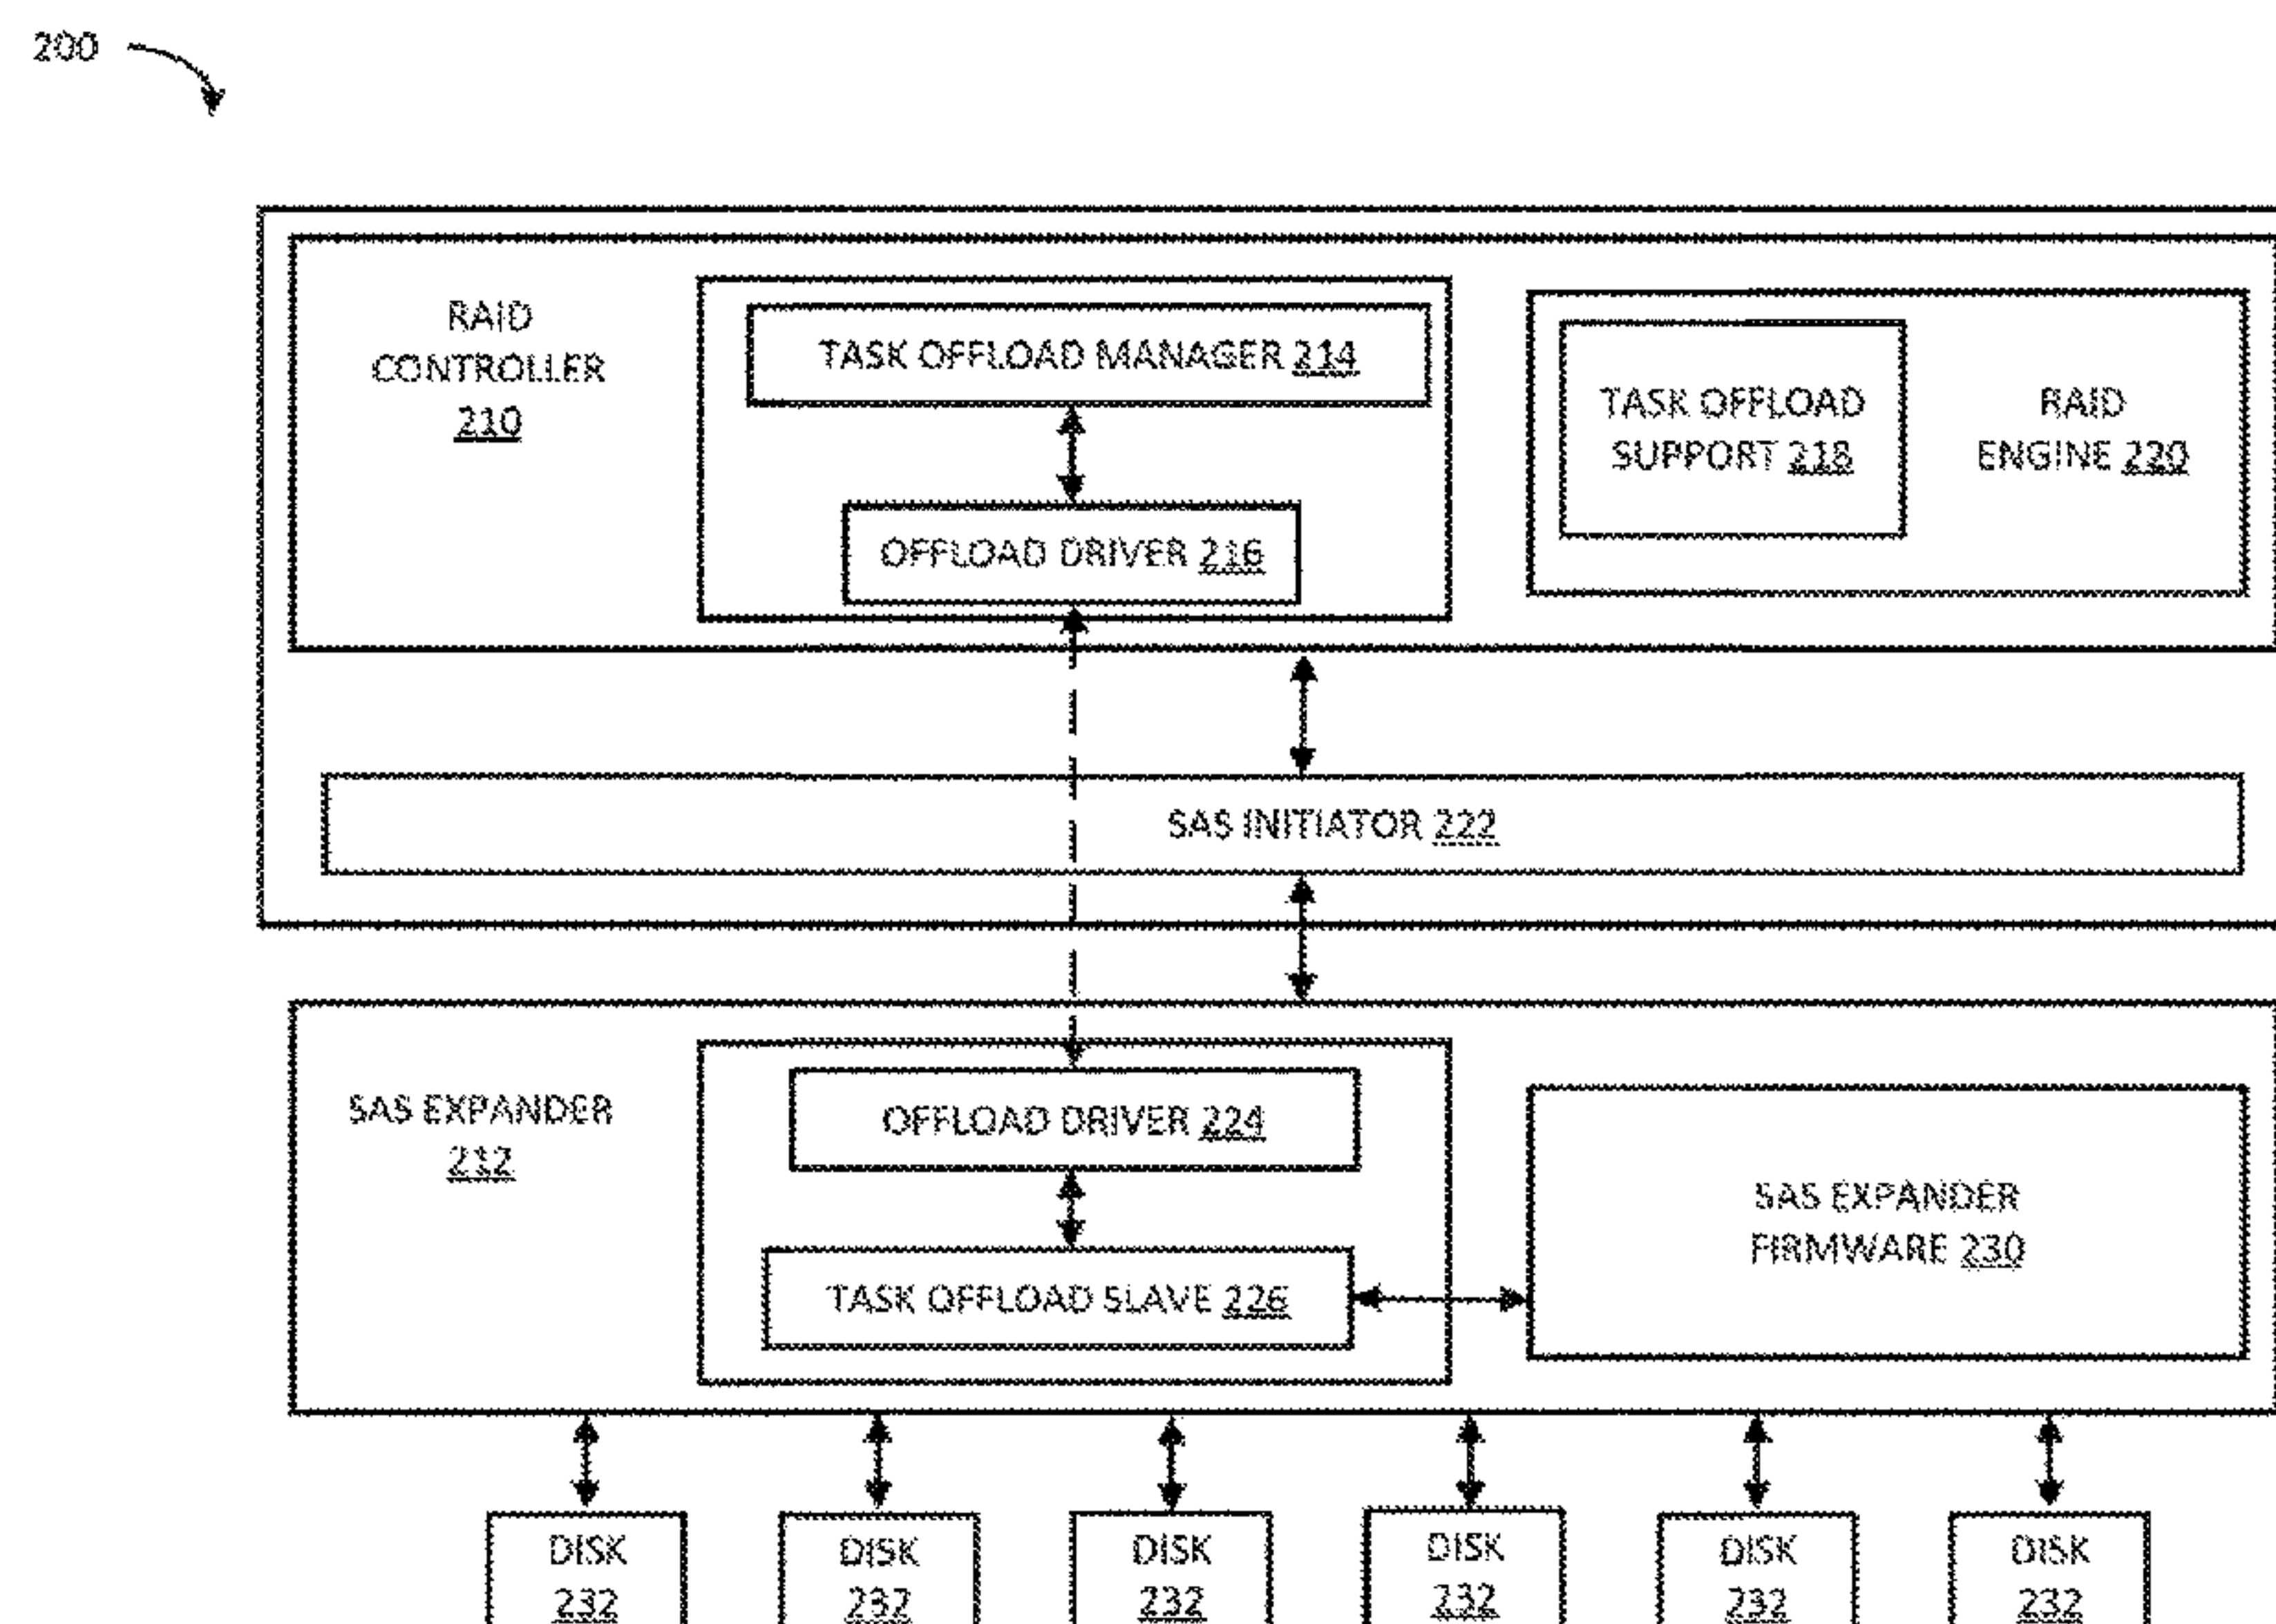 200
RAID
CONTROLLER
210
TASK OFFLOAD MANAGER 214
OFFLOAD DRIVER 216
TASK OFFLOAD
SUPPORT 218
RAID
ENGINE 220
SAS INITIATOR 222
SAS EXPANDER
212
OFFLOAD DRIVER 224
TASK OFFLOAD SLAVE 226
SAS EXPANDER
FIRMWARE 230
DISK
232
DISK
232
DISK
232
DISK
232
DISK
232
DISK
232